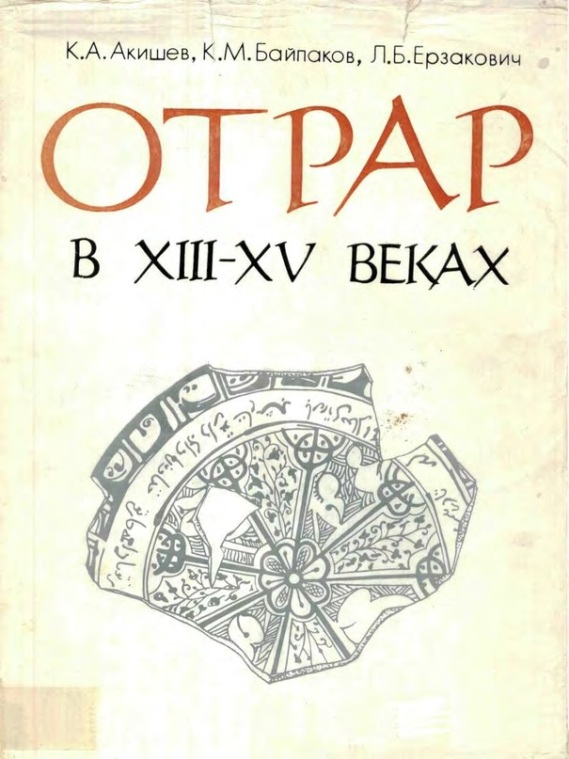 К.А.Акишев, К.М.Байпаков, Л.Б.Ерзакович
ОТРАР
В XIII-XV ВЕКАХ